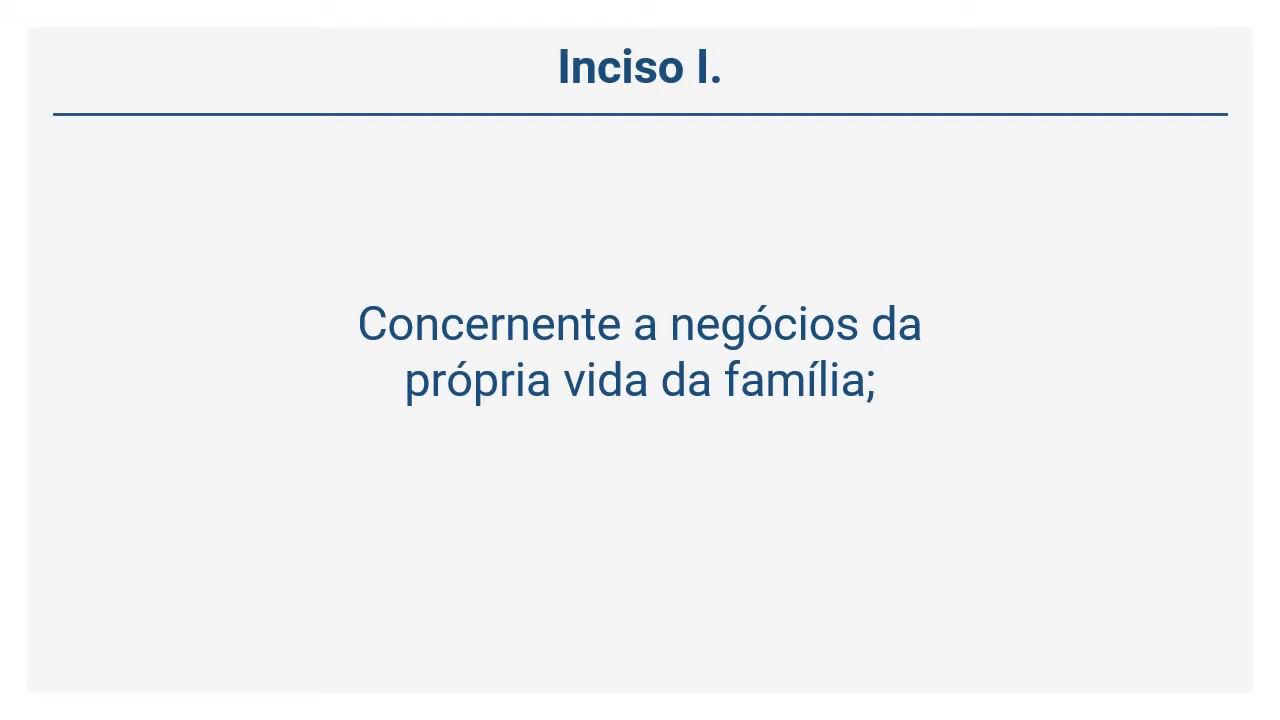 Inciso I.
Concernente a negócios da
própria vida da família;